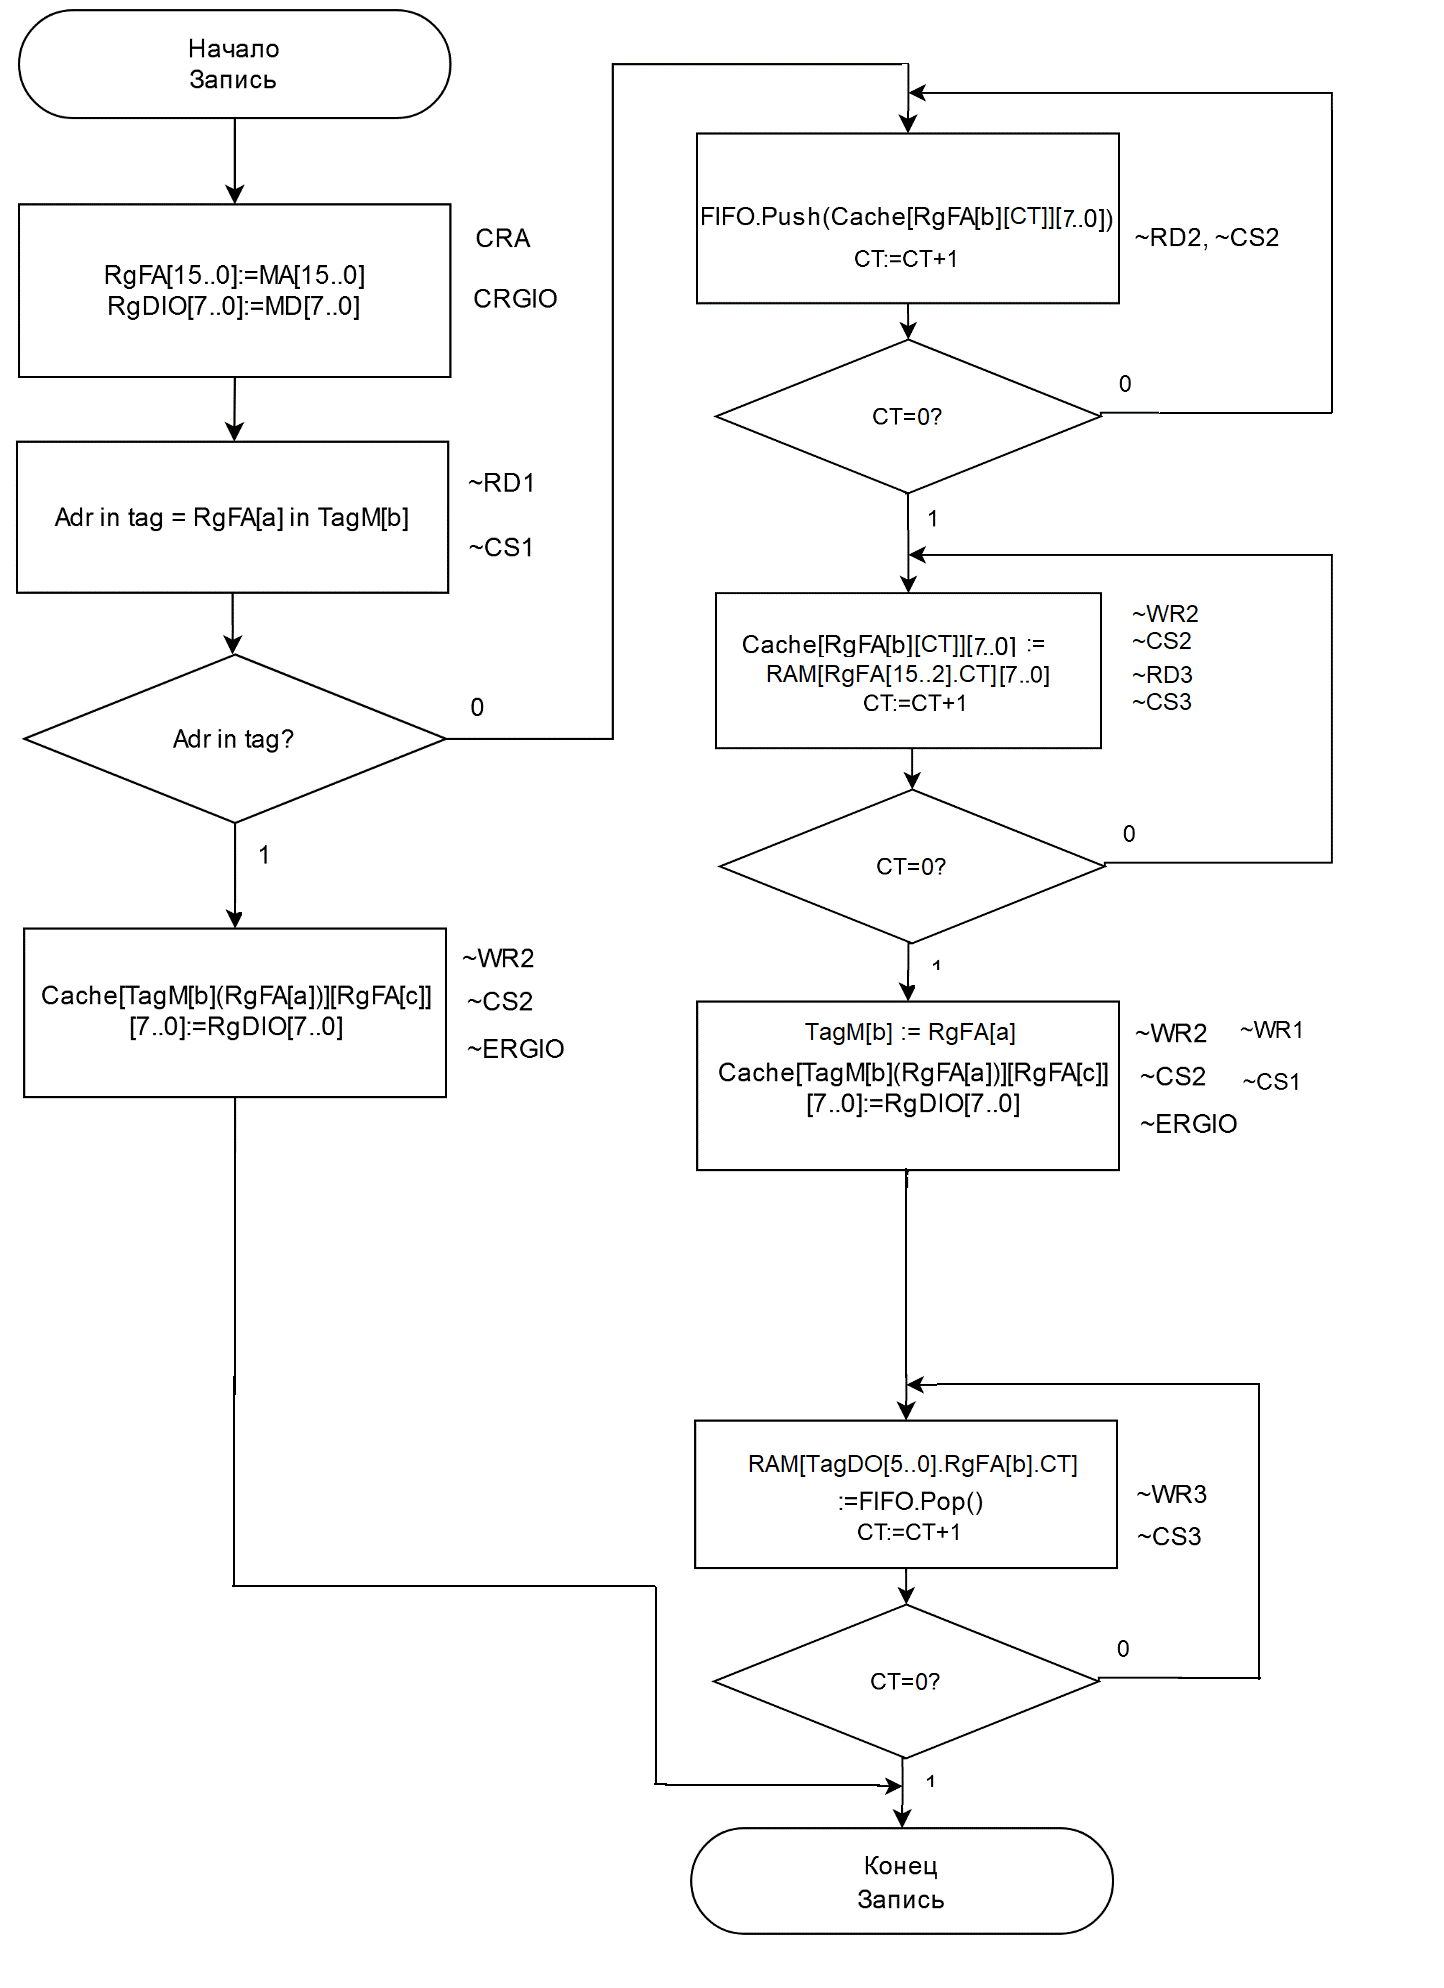 Начало
Запись
RgFA[15..0]:=MA[15..0]
RgDIO[7..0]:=MD[7..0]
CRA
CRGIO
Adr in tag = RgFA[a] in TagM[b]
~RD1
~CS1
Adr in tag?
0
1
Cache[TagM[b](RgFA[a])][RgFA[c]]
[7..0]:=RgDIO[7..0]
~WR2
~CS2
~ERGIO
FIFO.Push(Cache[RgFA[b][CT]][7..0])
CT:=CT+1
~RD2, ~CS2
CT=0?
0
1
Cache[RgFA[b][CT]][7..0] :=
RAM[RgFA[15..2].CT][7..0]
CT:=CT+1
~WR2
~CS2
~RD3
~CS3
CT=0?
0
1
TagM[b] := RgFA[a]
Cache[TagM[b](RgFA[a])][RgFA[c]]
[7..0]:=RgDIO[7..0]
~WR2 ~WR1
~CS2 ~CS1
~ERGIO
RAM[TagDO[5..0].RgFA[b].CT]
:=FIFO.Pop()
CT:=CT+1
~WR3
~CS3
CT=0?
0
1
Конец
Запись